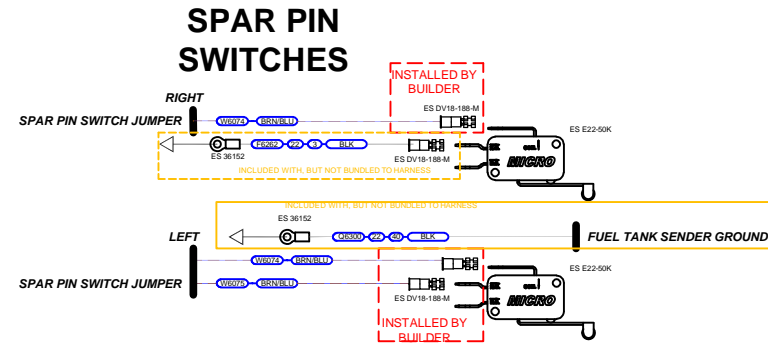 SPAR PIN
SWITCHES
INSTALLED BY
BUILDER
RIGHT
ES DV18-188-M
SPAR PIN SWITCH JUMPER
W6074 BRN/BLU
ES E22-50K
F6262 22 3 BLK
ES 36152
ES DV18-188-M
COM.
MICRO
INCLUDED WITH, BUT NOT BUNDLED TO HARNESS
INCLUDED WITH, BUT NOT BUNDLED TO HARNESS
ES 36152
LEFT
Q6300 22 40 BLK
FUEL TANK SENDER GROUND
W6074 BRN/BLU
ES E22-50K
SPAR PIN SWITCH JUMPER
W6075 BRN/BLU
ES DV18-188-M
COM.
MICRO
INSTALLED BY
BUILDER